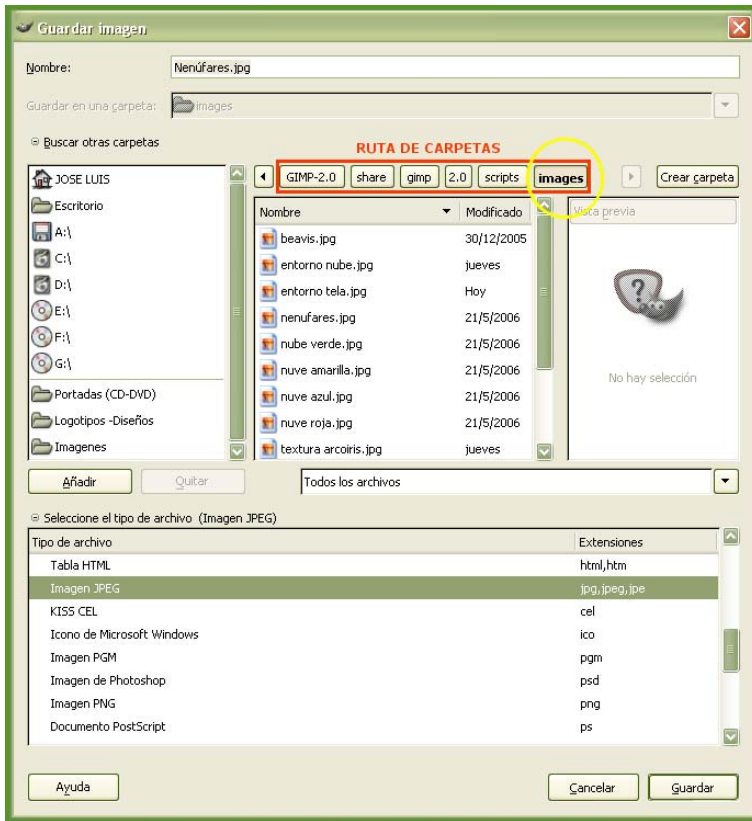 Guardar imagen
Nombre: Nenúfares.jpg
Guardar en una carpeta: images
Buscar otras carpetas
RUTA DE CARPETAS
GIMP-2.0 share gimp 2.0 scripts images Crear carpeta
JOSE LUIS
Escritorio
A:\
C:\
D:\
E:\
F:\
G:\
Portadas (CD-DVD)
Logotipos -Diseños
Imagenes
Nombre Modificado
beavis.jpg 30/12/2005
entorno nube.jpg jueves
entorno tela.jpg Hoy
nenufares.jpg 21/5/2006
nube verde.jpg 21/5/2006
nuve amarilla.jpg 21/5/2006
nuve azul.jpg 21/5/2006
nuve roja.jpg 21/5/2006
textura arcoiris.jpg jueves
Vista previa
No hay selección
Añadir Quitar Todos los archivos
Seleccione el tipo de archivo (Imagen JPEG)
Tipo de archivo Extensiones
Tabla HTML html,htm
Imagen JPEG jpg,jpeg,jpe
KISS CEL cel
Icono de Microsoft Windows ico
Imagen PGM pgm
Imagen de Photoshop psd
Imagen PNG png
Documento PostScript ps
Ayuda Cancelar Guardar